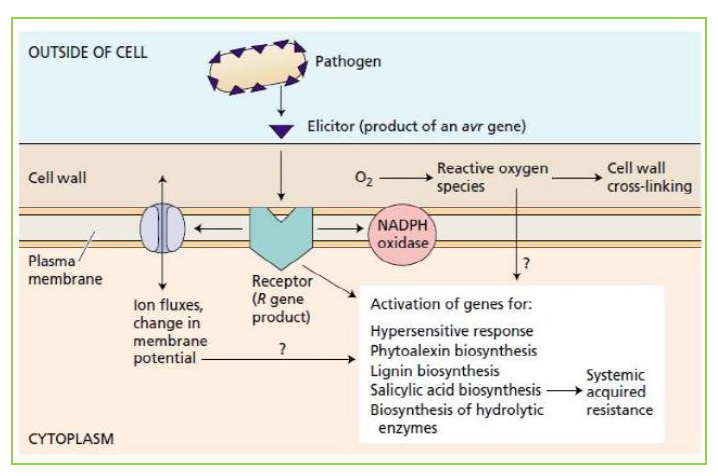 OUTSIDE OF CELL
Pathogen
Elicitor (product of an avr gene)
Cell wall
O2
Reactive oxygen
species
Cell wall
cross-linking
NADPH
oxidase
Plasma
membrane
Receptor
(R gene
product)
?
Ion fluxes,
change in
membrane
potential
?
Activation of genes for:
Hypersensitive response
Phytoalexin biosynthesis
Lignin biosynthesis
Salicylic acid biosynthesis
Biosynthesis of hydrolytic
enzymes
Systemic
acquired
resistance
CYTOPLASM